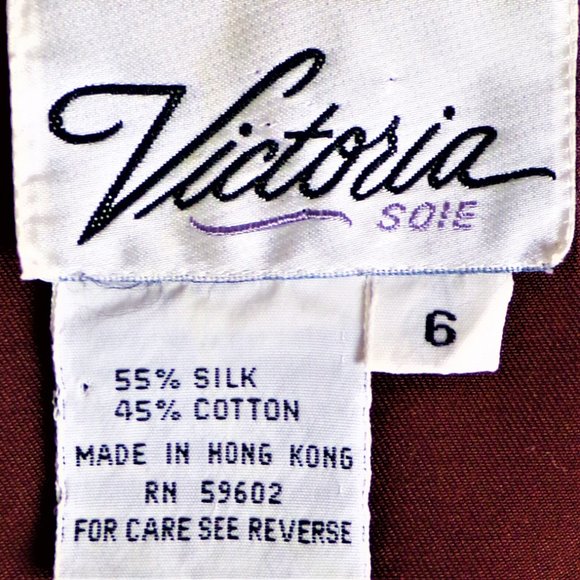 Victoria
SOIE
6
55% SILK
45% COTTON
MADE IN HONG KONG
RN 59602
FOR CARE SEE REVERSE